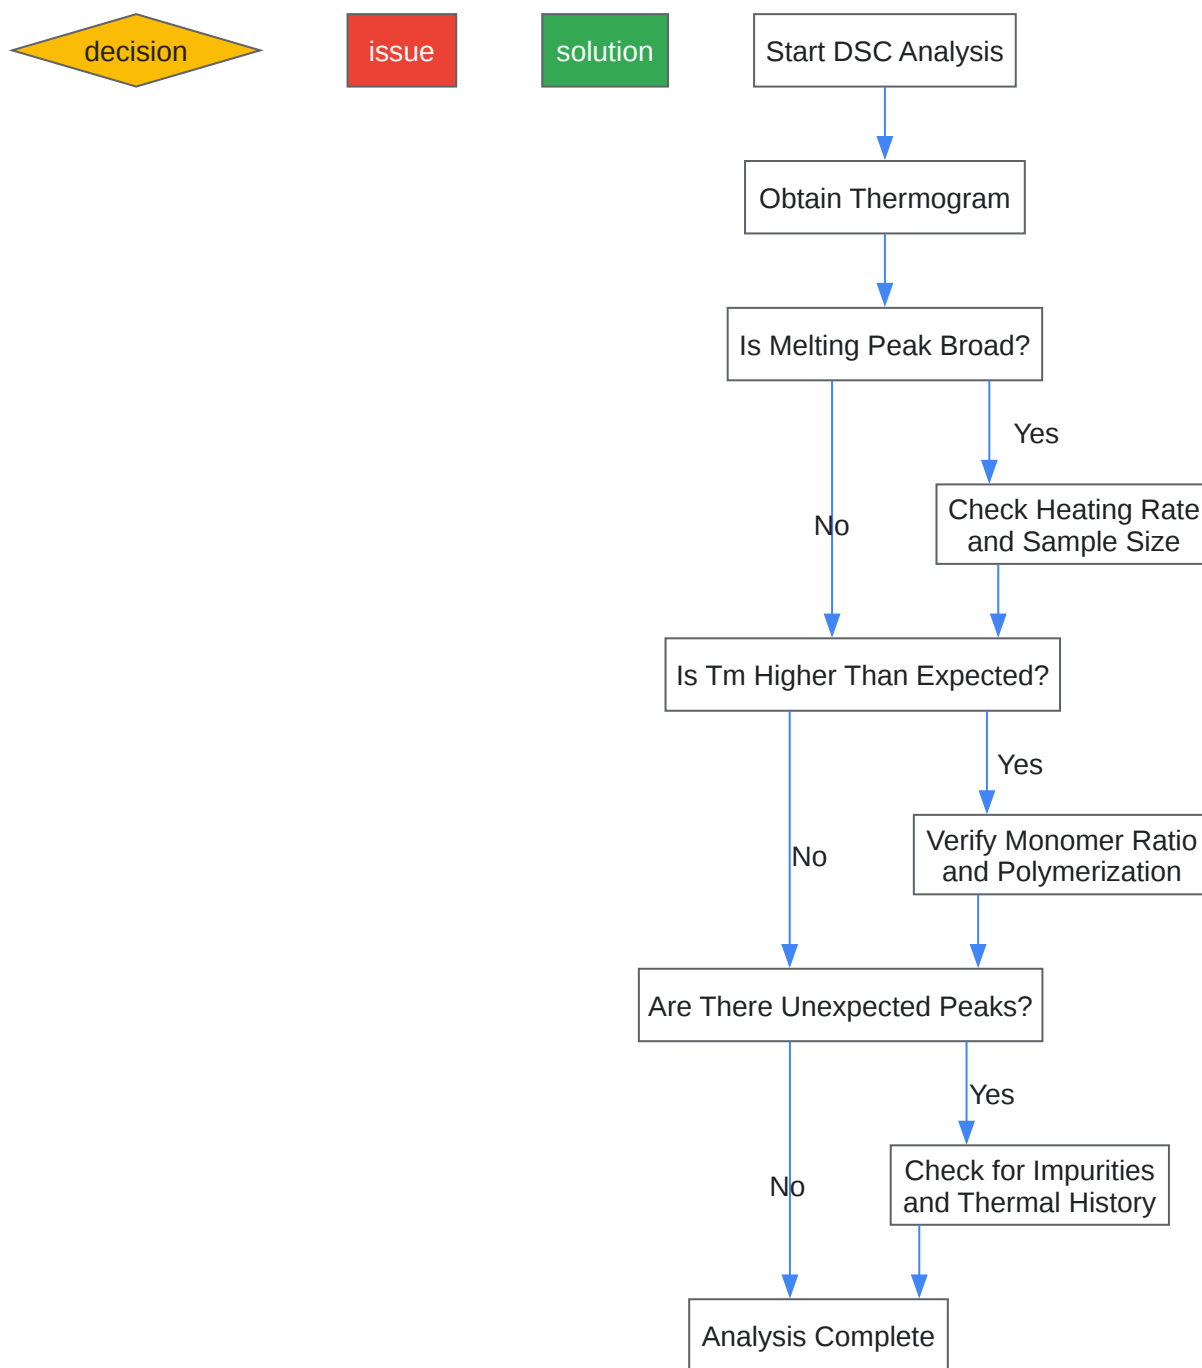 decision
issue
solution
Start DSC Analysis
Obtain Thermogram
Is Melting Peak Broad?
Yes
Check Heating Rate
and Sample Size
No
Is Tm Higher Than Expected?
Yes
Verify Monomer Ratio
and Polymerization
No
Are There Unexpected Peaks?
Yes
Check for Impurities
and Thermal History
No
Analysis Complete